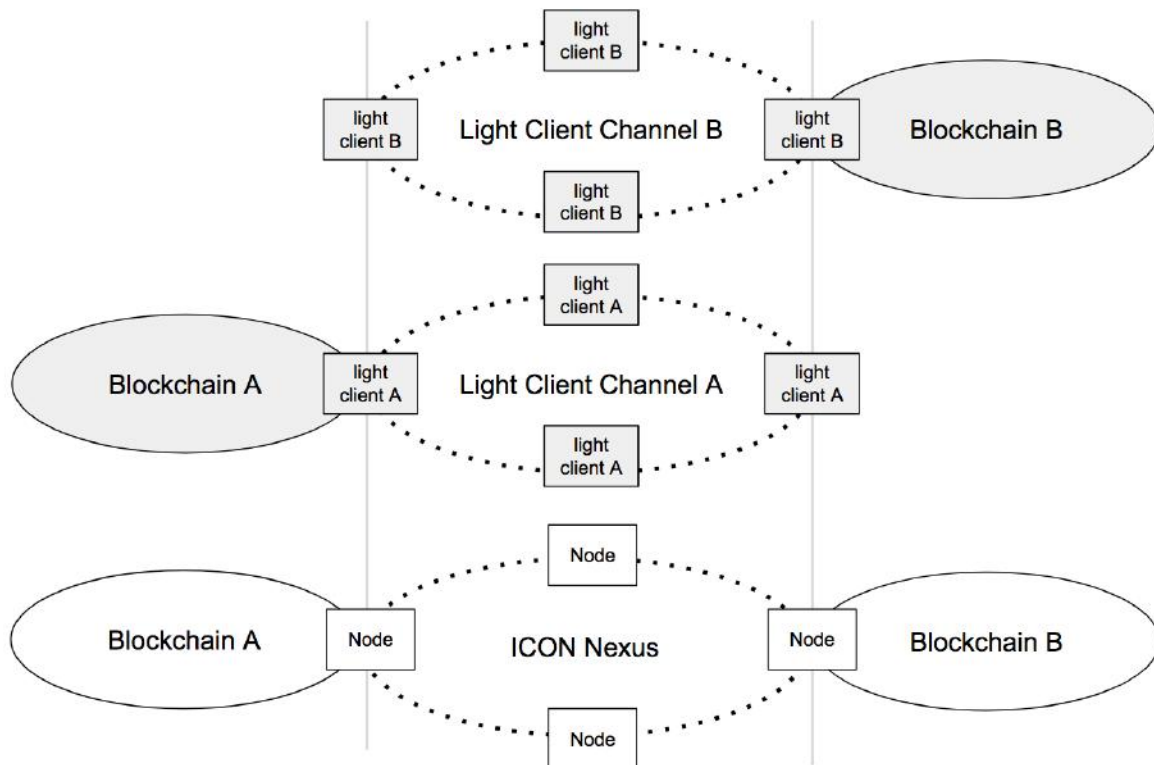 light
client B
light
client B
Light Client Channel B
light
client B
Blockchain B
light
client B
light
client A
Blockchain A
light
client A
Light Client Channel A
light
client A
light
client A
Node
Blockchain A
Node
ICON Nexus
Node
Blockchain B
Node